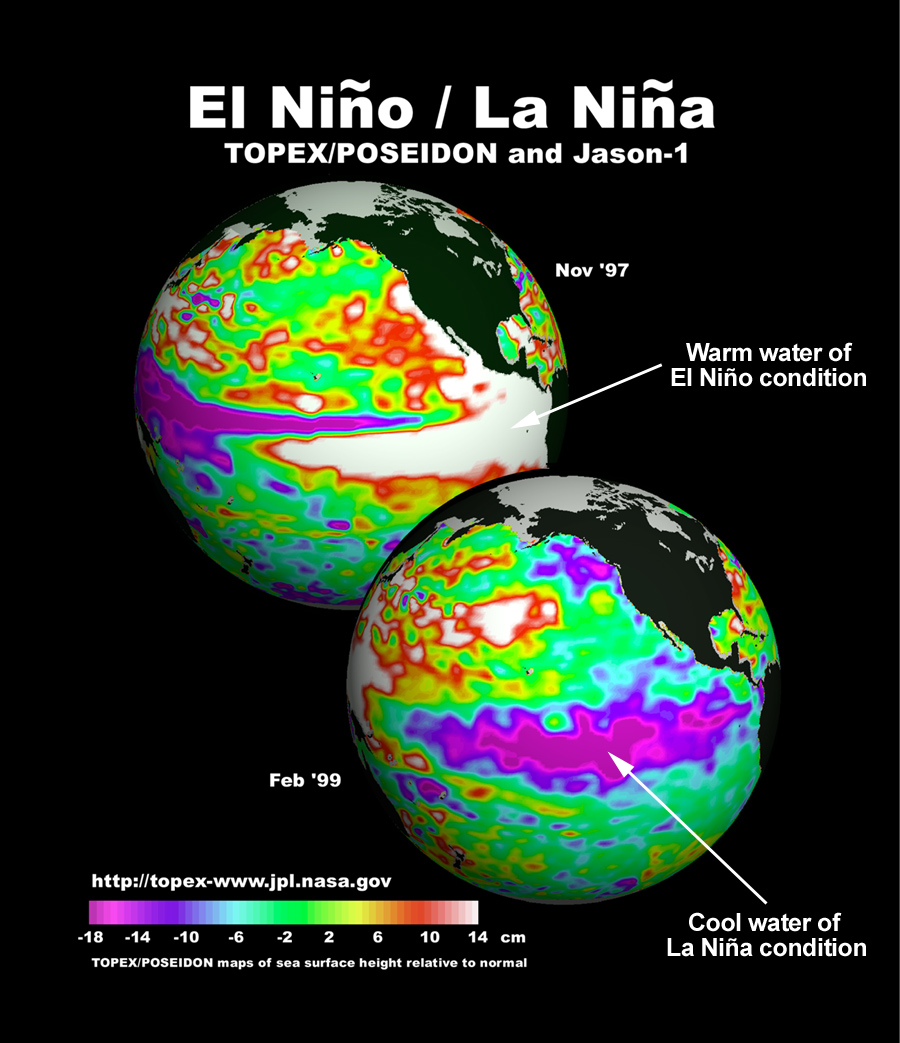 El Niño / La Niña
TOPEX/POSEIDON and Jason-1
Nov '97
Warm water of
El Niño condition
Feb '99
http://topex-www.jpl.nasa.gov
-18 -14 -10 -6 -2 2 6 10 14 cm
TOPEX/POSEIDON maps of sea surface height relative to normal
Cool water of
La Niña condition